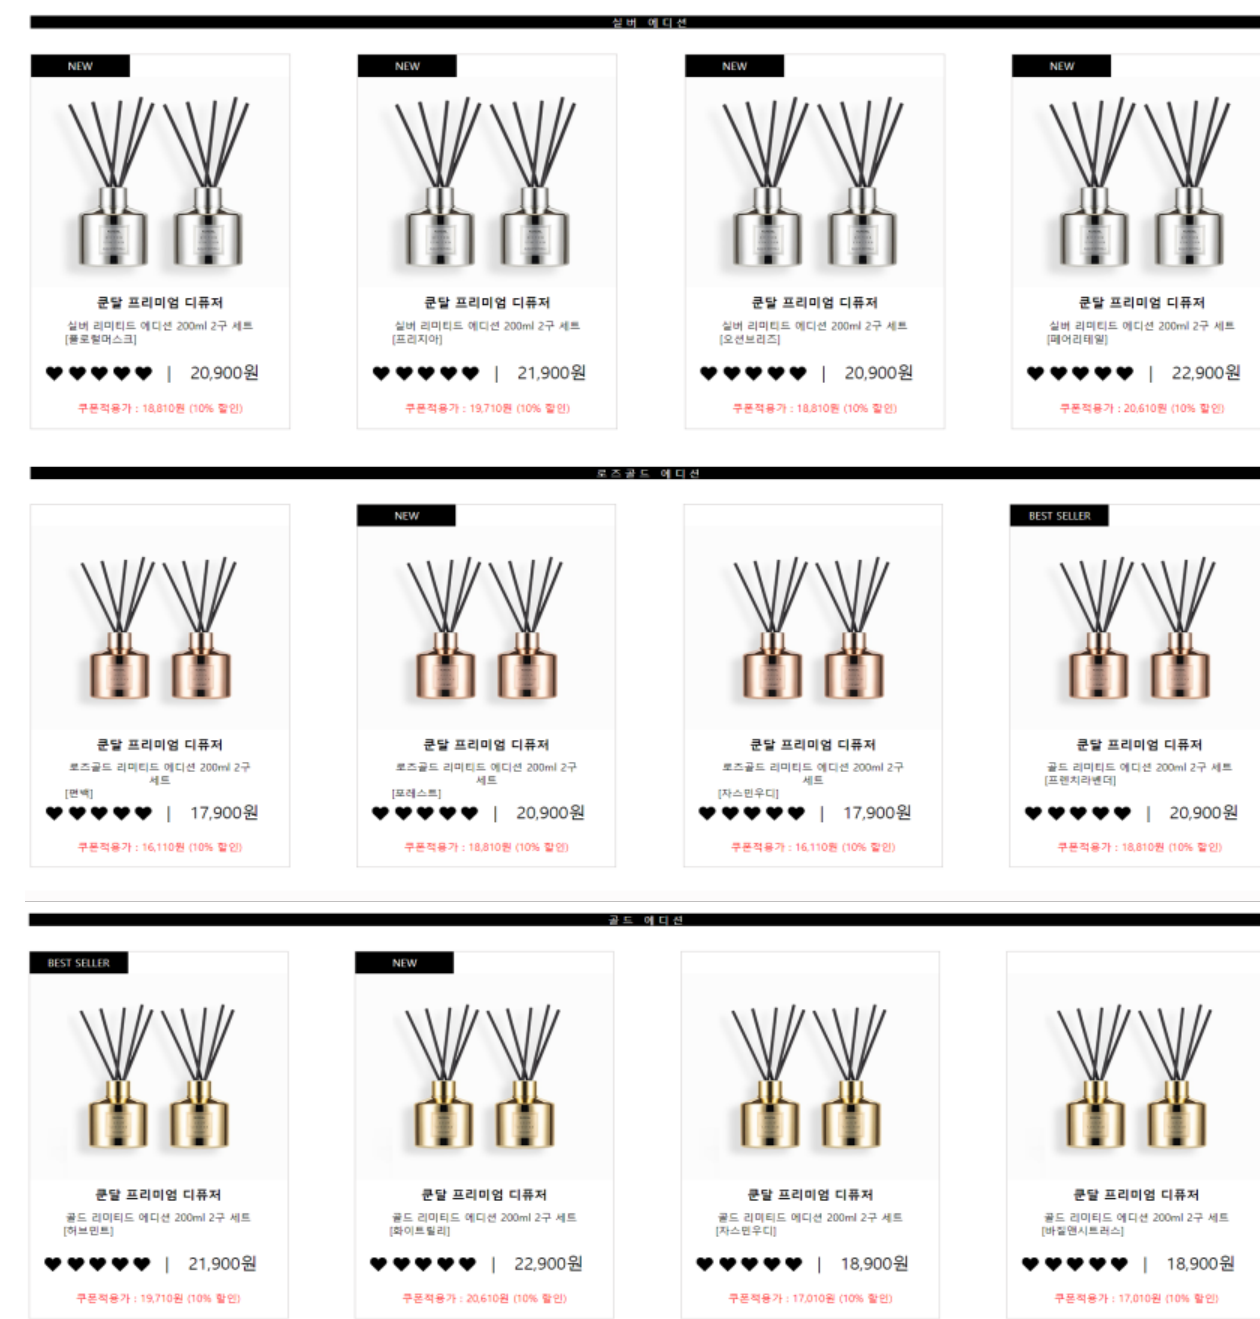 실버 에디션
NEW
NEW
NEW
NEW
쿤달 프리미엄 디퓨저
실버 리미티드 에디션 200ml 2구 세트
[플로럴머스크]
|
20,900원
쿠폰적용가 : 18,810원 (10% 할인)
쿤달 프리미엄 디퓨저
실버 리미티드 에디션 200ml 2구 세트
[프리지아]
|
21,900원
쿠폰적용가 : 19,710원 (10% 할인)
쿤달 프리미엄 디퓨저
실버 리미티드 에디션 200ml 2구 세트
[오션브리즈]
|
20,900원
쿠폰적용가 : 18,810원 (10% 할인)
쿤달 프리미엄 디퓨저
실버 리미티드 에디션 200ml 2구 세트
[페어리테일]
|
22,900원
쿠폰적용가 : 20,610원 (10% 할인)
로즈골드 에디션
NEW
BEST SELLER
쿤달 프리미엄 디퓨저
로즈골드 리미티드 에디션 200ml 2구
세트
[편백]
|
17,900원
쿠폰적용가 : 16,110원 (10% 할인)
쿤달 프리미엄 디퓨저
로즈골드 리미티드 에디션 200ml 2구
세트
[포레스트]
|
20,900원
쿠폰적용가 : 18,810원 (10% 할인)
쿤달 프리미엄 디퓨저
로즈골드 리미티드 에디션 200ml 2구
세트
[자스민우디]
|
17,900원
쿠폰적용가 : 16,110원 (10% 할인)
쿤달 프리미엄 디퓨저
골드 리미티드 에디션 200ml 2구 세트
[프렌치라벤더]
|
20,900원
쿠폰적용가 : 18,810원 (10% 할인)
골드 에디션
BEST SELLER
NEW
쿤달 프리미엄 디퓨저
골드 리미티드 에디션 200ml 2구 세트
[허브민트]
|
21,900원
쿠폰적용가 : 19,710원 (10% 할인)
쿤달 프리미엄 디퓨저
골드 리미티드 에디션 200ml 2구 세트
[화이트릴리]
|
22,900원
쿠폰적용가 : 20,610원 (10% 할인)
쿤달 프리미엄 디퓨저
골드 리미티드 에디션 200ml 2구 세트
[자스민우디]
|
18,900원
쿠폰적용가 : 17,010원 (10% 할인)
쿤달 프리미엄 디퓨저
골드 리미티드 에디션 200ml 2구 세트
[바질앤시트러스]
|
18,900원
쿠폰적용가 : 17,010원 (10% 할인)